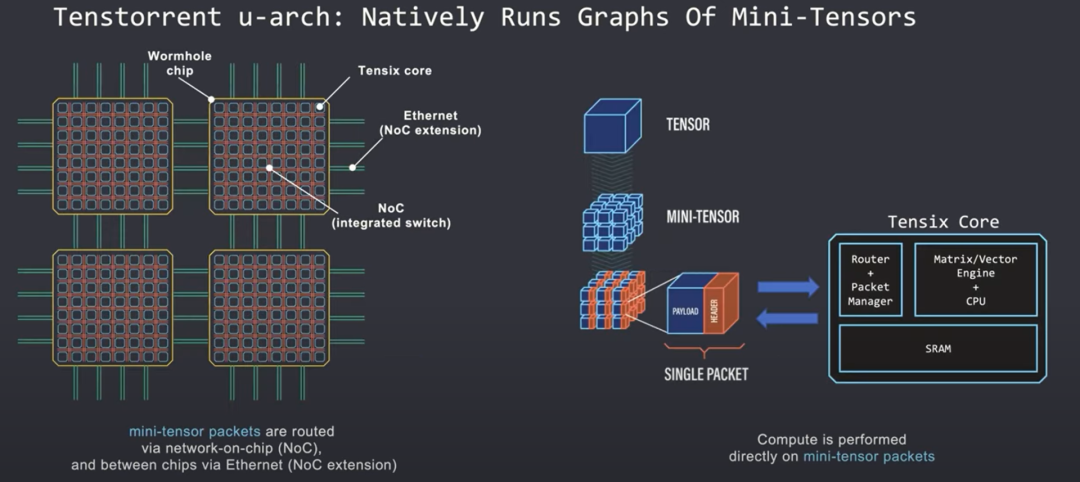 Tenstorrent u-arch: Natively Runs Graphs Of Mini-Tensors
Wormhole
chip
Tensix core
Ethernet
(NoC extension)
NoC
(integrated switch)
mini-tensor packets are routed
via network-on-chip (NoC),
and between chips via Ethernet (NoC extension)
TENSOR
MINI-TENSOR
PAYLOAD
HEADER
SINGLE PACKET
Tensix Core
Router
+
Packet
Manager
Matrix/Vector
Engine
+
CPU
SRAM
Compute is performed
directly on mini-tensor packets